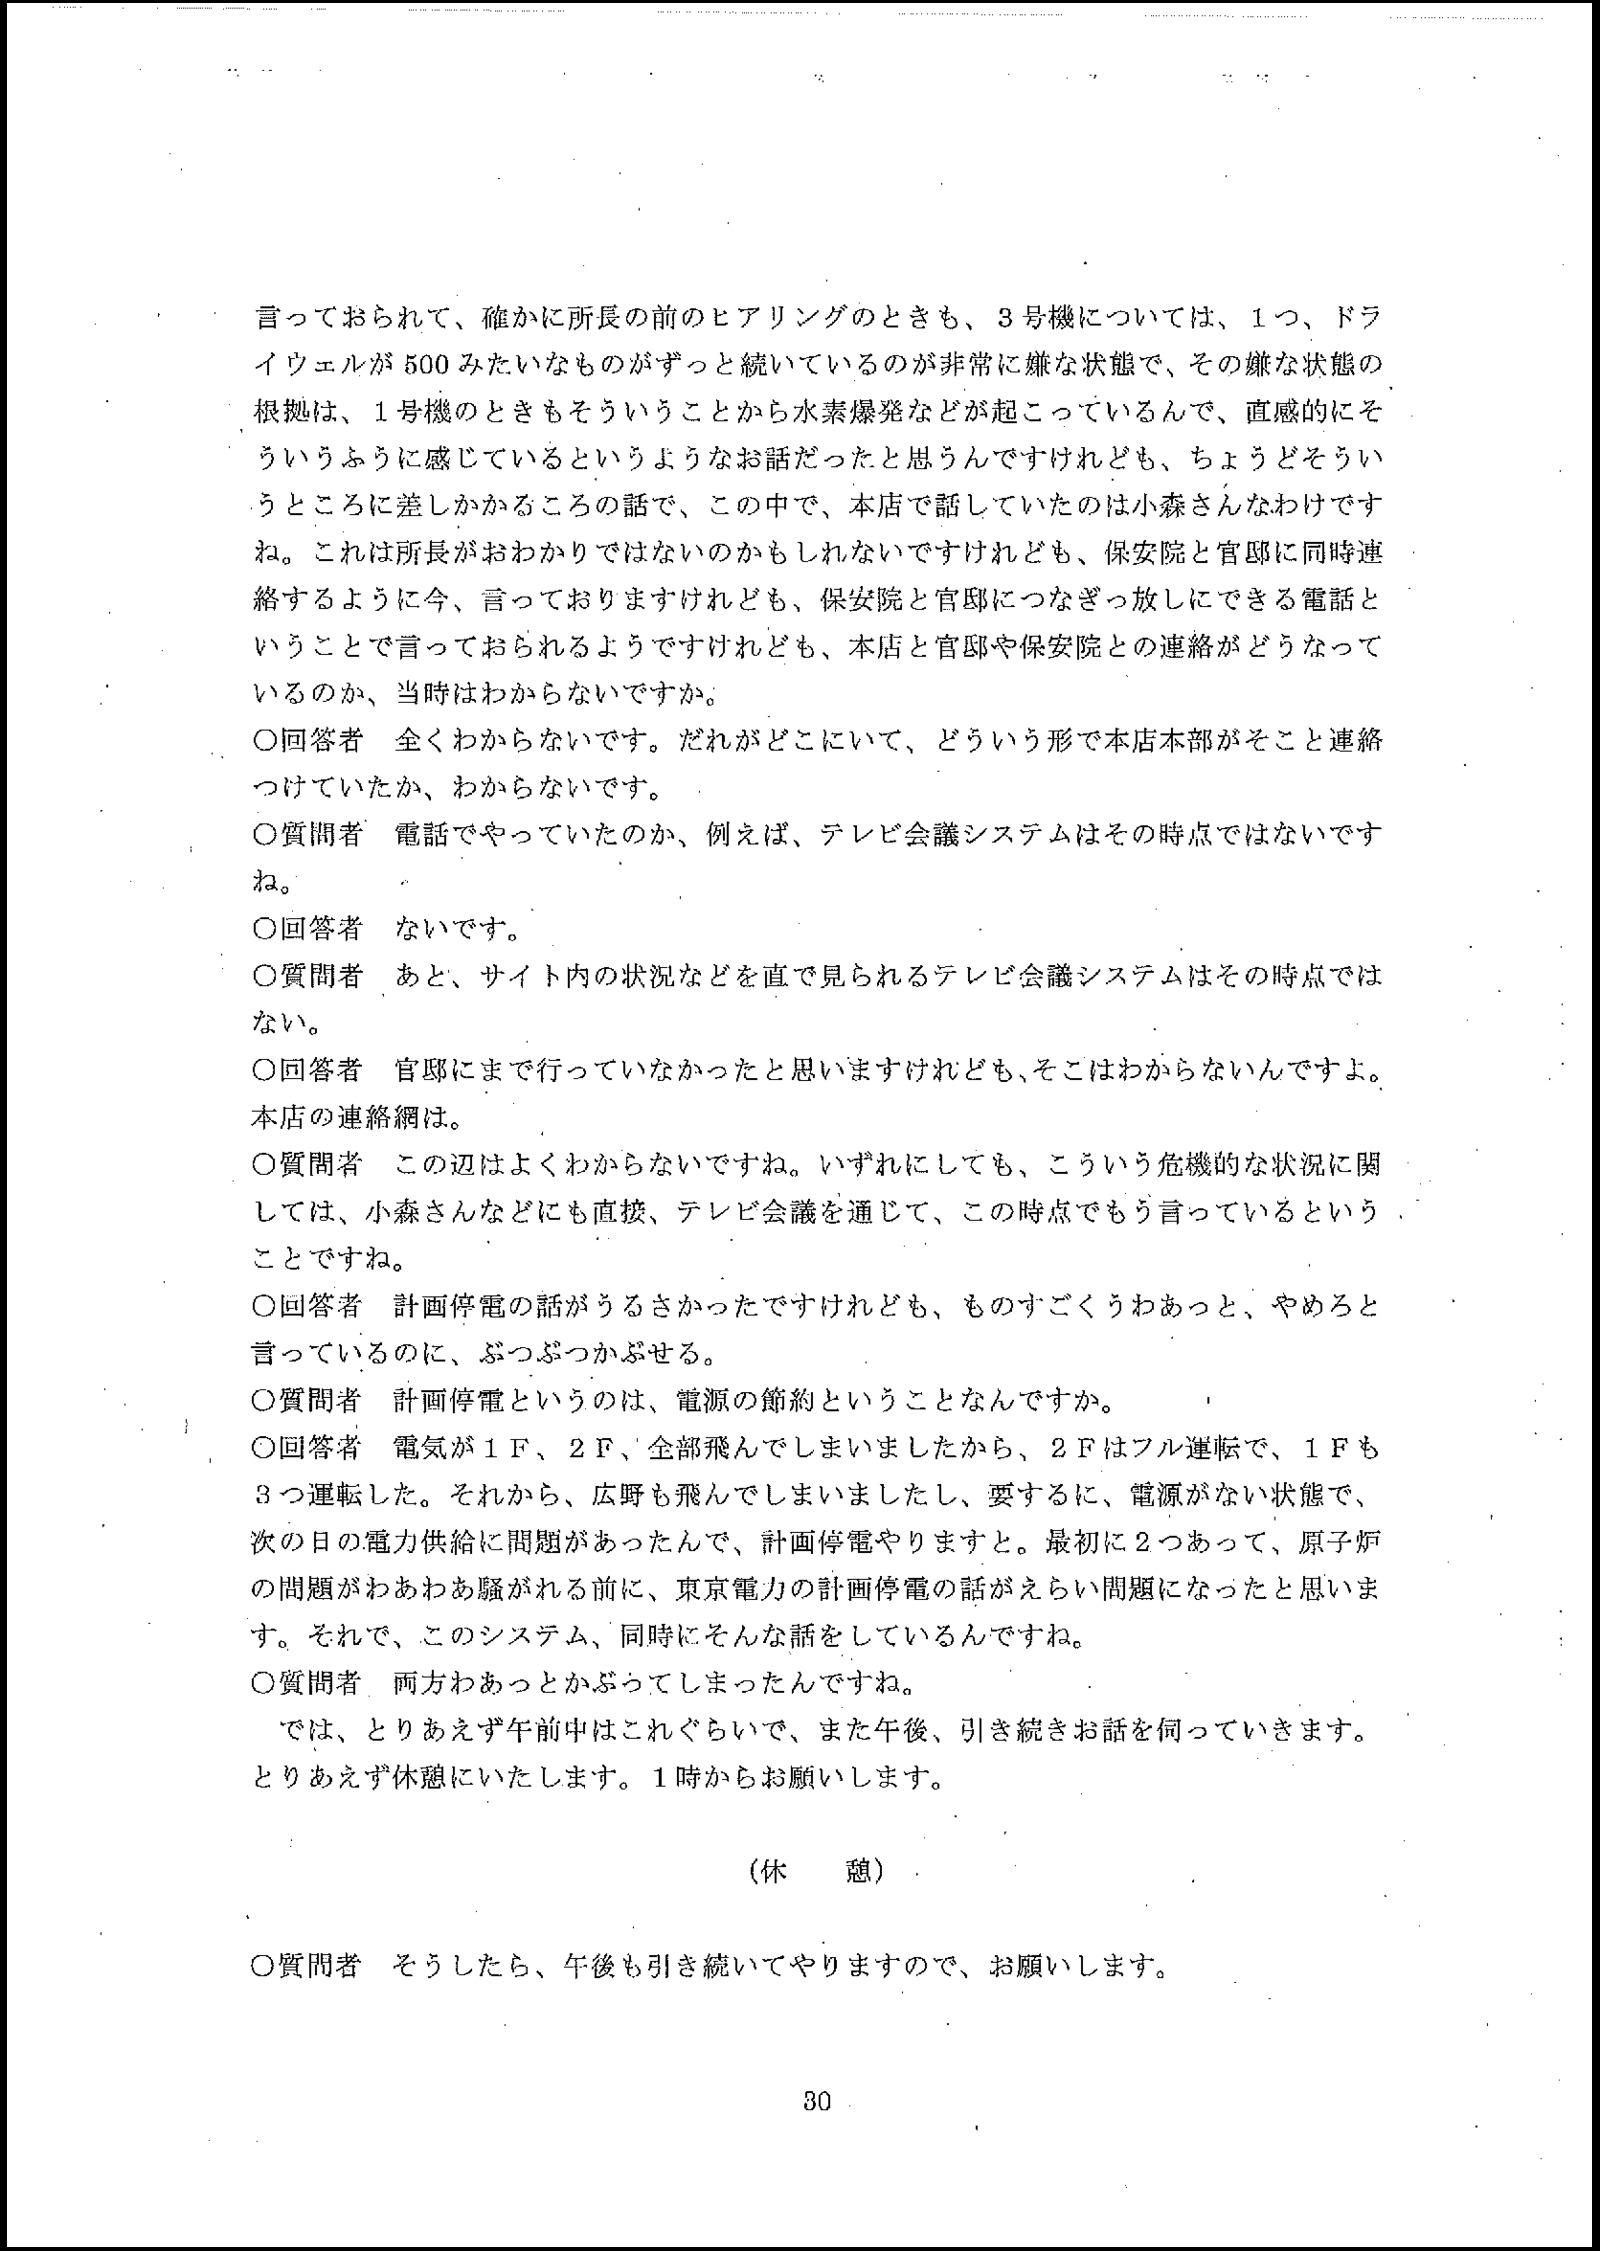 言っておられて、確かに所長の前のヒアリングのときも、３号機については、１つ、ドラ
イウェルが 500 みたいなものがずっと続いているのが非常に嫌な状態で、その嫌な状態の
根拠は、１号機のときもそういうことから水素爆発などが起こっているんで、直感的にそ
ういうふうに感じているというようなお話だったと思うんですけれども、ちょうどそうい
うところに差しかかるころの話で、この中で、本店で話していたのは小森さんなわけです
ね。これは所長がおわかりではないのかもしれないですけれども、保安院と官邸に同時連
絡するように今、言っておりますけれども、保安院と官邸につなぎっ放しにできる電話と
いうことで言っておられるようですけれども、本店と官邸や保安院との連絡がどうなって
いるのか、当時はわからないですか。
○回答者　全くわからないです。だれがどこにいて、どういう形で本店本部がそこと連絡
つけていたか、わからないです。
○質問者　電話でやっていたのか、例えば、テレビ会議システムはその時点ではないです
ね。
○回答者　ないです。
○質問者　あと、サイト内の状況などを直で見られるテレビ会議システムはその時点では
ない。
○回答者　官邸にまで行っていなかったと思いますけれども、そこはわからないんですよ。
本店の連絡網は。
○質問者　この辺はよくわからないですね。いずれにしても、こういう危機的な状況に関
しては、小森さんなどにも直接、テレビ会議を通じて、この時点でもう言っているという
ことですね。
○回答者　計画停電の話がうるさかったですけれども、ものすごくうわあっと、やめろと
言っているのに、ぶつぶつかぶせる。
○質問者　計画停電というのは、電源の節約ということなんですか。
○回答者　電気が１Ｆ、２Ｆ、全部飛んでしまいましたから、２Ｆはフル運転で、１Ｆも
３つ運転した。それから、広野も飛んでしまいましたし、要するに、電源がない状態で、
次の日の電力供給に問題があったんで、計画停電やりますと。最初に２つあって、原子炉
の問題がわあわあ騒がれる前に、東京電力の計画停電の話がえらい問題になったと思いま
す。それで、このシステム、同時にそんな話をしているんですね。
○質問者　両方わあっとかぶってしまったんですね。
　では、とりあえず午前中はこれぐらいで、また午後、引き続きお話を伺っていきます。
とりあえず休憩にいたします。１時からお願いします。
（休　　憩）
○質問者　そうしたら、午後も引き続いてやりますので、お願いします。
30